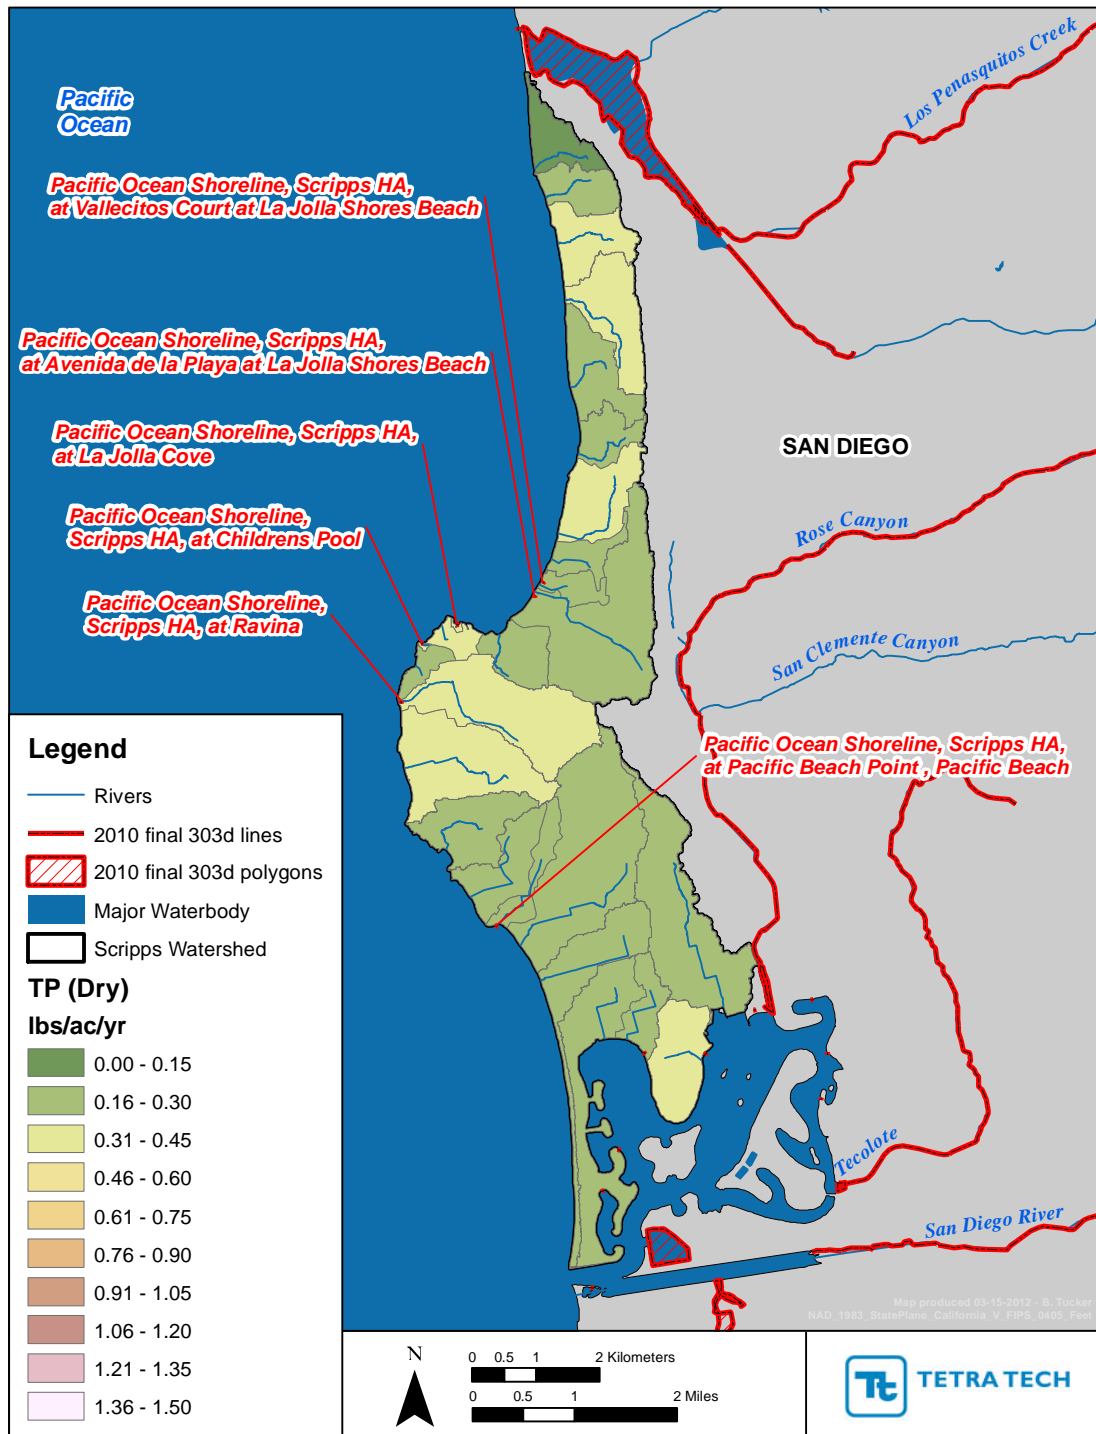 Pacific
Ocean
Los Penasquitos Creek
Pacific Ocean Shoreline, Scripps HA,
at Vallecitos Court at La Jolla Shores Beach
Pacific Ocean Shoreline, Scripps HA,
at Avenida de la Playa at La Jolla Shores Beach
SAN DIEGO
Pacific Ocean Shoreline, Scripps HA,
at La Jolla Cove
Pacific Ocean Shoreline,
Scripps HA, at Childrens Pool
Rose Canyon
Pacific Ocean Shoreline,
Scripps HA, at Ravina
San Clemente Canyon
Pacific Ocean Shoreline, Scripps HA,
at Pacific Beach Point , Pacific Beach
Legend
Rivers
2010 final 303d lines
2010 final 303d polygons
Major Waterbody
Scripps Watershed
TP (Dry)
lbs/ac/yr
0.00 - 0.15
0.16 - 0.30
0.31 - 0.45
0.46 - 0.60
0.61 - 0.75
0.76 - 0.90
0.91 - 1.05
1.06 - 1.20
1.21 - 1.35
1.36 - 1.50
Tecolote
San Diego River
Map produced 03-15-2012 - B. Tucker
NAD_1983_StatePlane_California_V_FIPS_0405_Feet
N
0 0.5 1 2 Kilometers
0 0.5 1 2 Miles
Tt
TETRA TECH